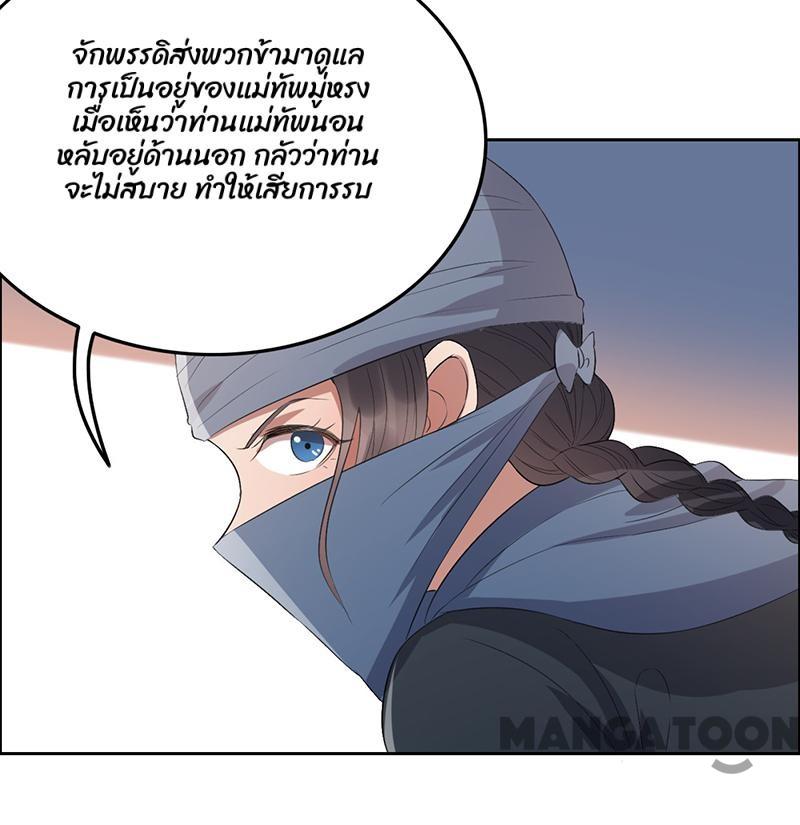 จักพรรดิส่งพวกข้ามาดูแล
การเป็นอยู่ของแม่ทัพมู่หรง
เมื่อเห็นว่าท่านแม่ทัพนอน
หลับอยู่ด้านนอก กลัวว่าท่าน
จะไม่สบาย ทำให้เสียการรบ
MANGATOON